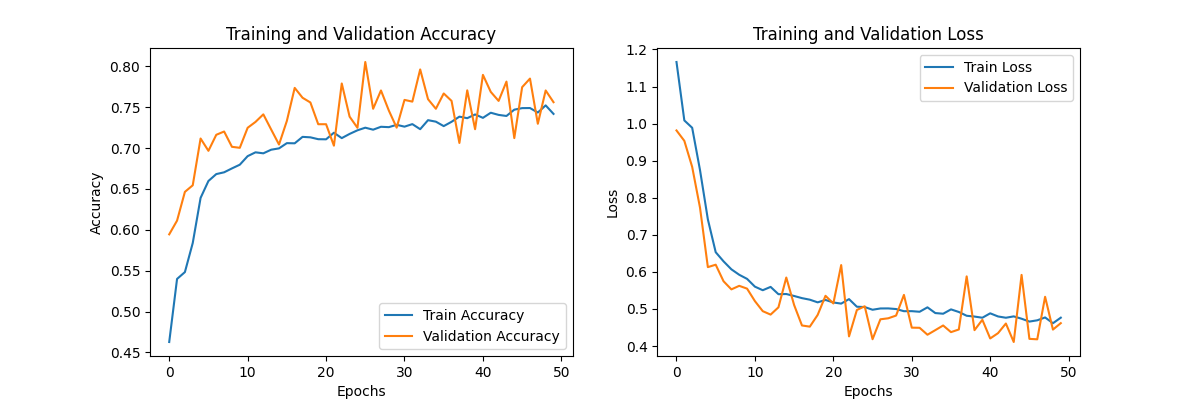 Training and Validation Accuracy
0.80
0.75
0.70
0.65
0.60
0.55
0.50
0.45
Accuracy
Train Accuracy
Validation Accuracy
0 10 20 30 40 50
Epochs
Training and Validation Loss
1.2
1.1
1.0
0.9
0.8
0.7
0.6
0.5
0.4
Loss
Train Loss
Validation Loss
0 10 20 30 40 50
Epochs